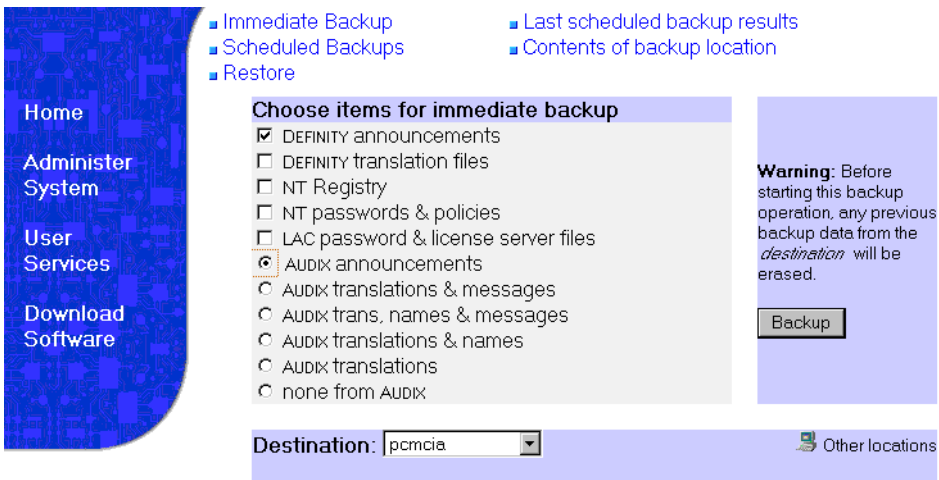 Immediate Backup
Scheduled Backups
Restore
Last scheduled backup results
Contents of backup location
Home
Administer
System
User
Services
Download
Software
Choose items for immediate backup
DEFINITY announcements
DEFINITY translation files
NT Registry
NT passwords & policies
LAC password & license server files
AUDIX announcements
AUDIX translations & messages
AUDIX trans, names & messages
AUDIX translations & names
AUDIX translations
none from AUDIX
Warning: Before
starting this backup
operation, any previous
backup data from the
destination will be
erased.
Backup
Destination: pcmcia
Other locations